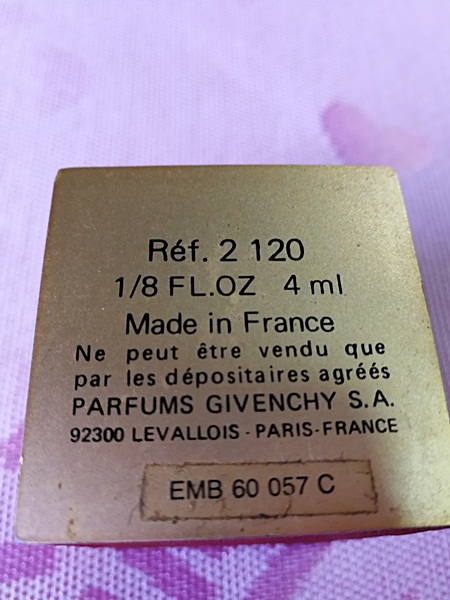 Réf. 2 120
1/8 FL.OZ 4 ml
Made in France
Ne peut être vendu que
par les dépositaires agréés
PARFUMS GIVENCHY S.A.
92300 LEVALLOIS - PARIS-FRANCE
EMB 60 057 C